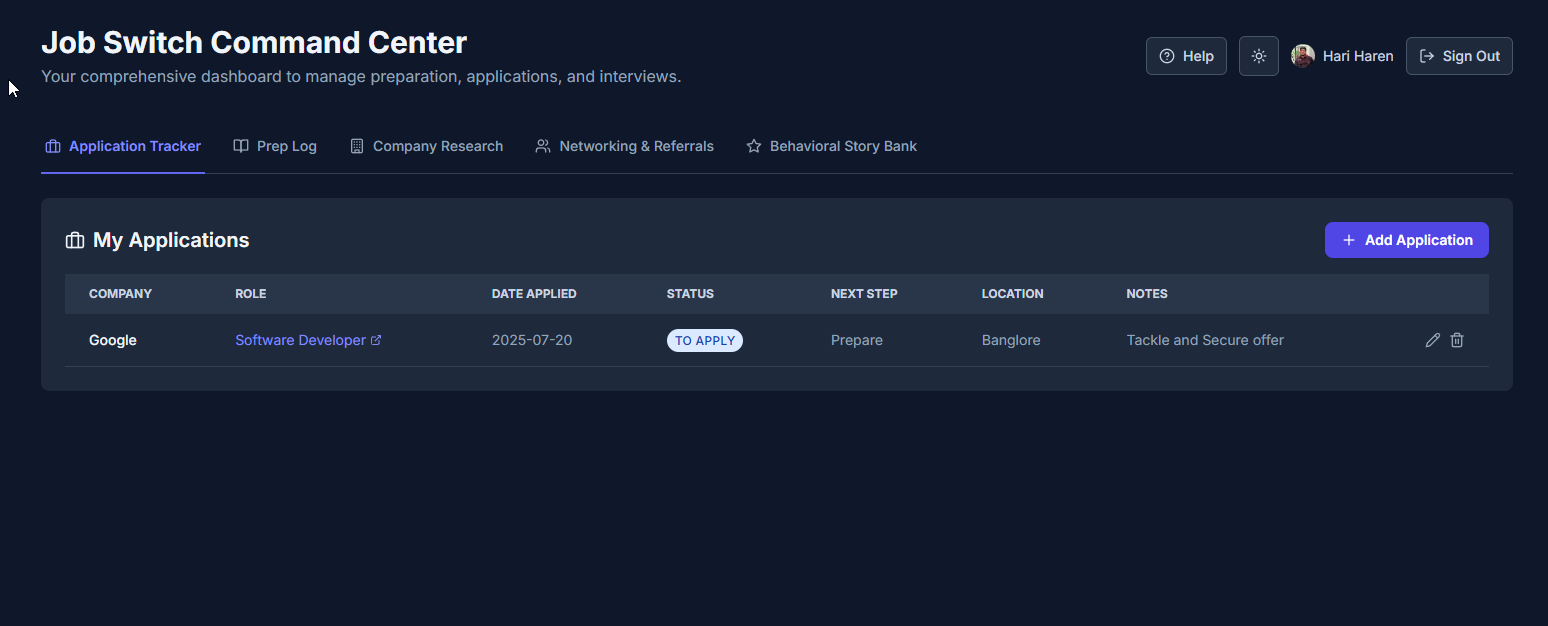 Job Switch Command Center
Your comprehensive dashboard to manage preparation, applications, and interviews.
Help
Hari Haren
Sign Out
Application Tracker
Prep Log
Company Research
Networking & Referrals
Behavioral Story Bank
My Applications
+ Add Application
COMPANY ROLE DATE APPLIED STATUS NEXT STEP LOCATION NOTES
Google Software Developer 2025-07-20 TO APPLY Prepare Banglore Tackle and Secure offer